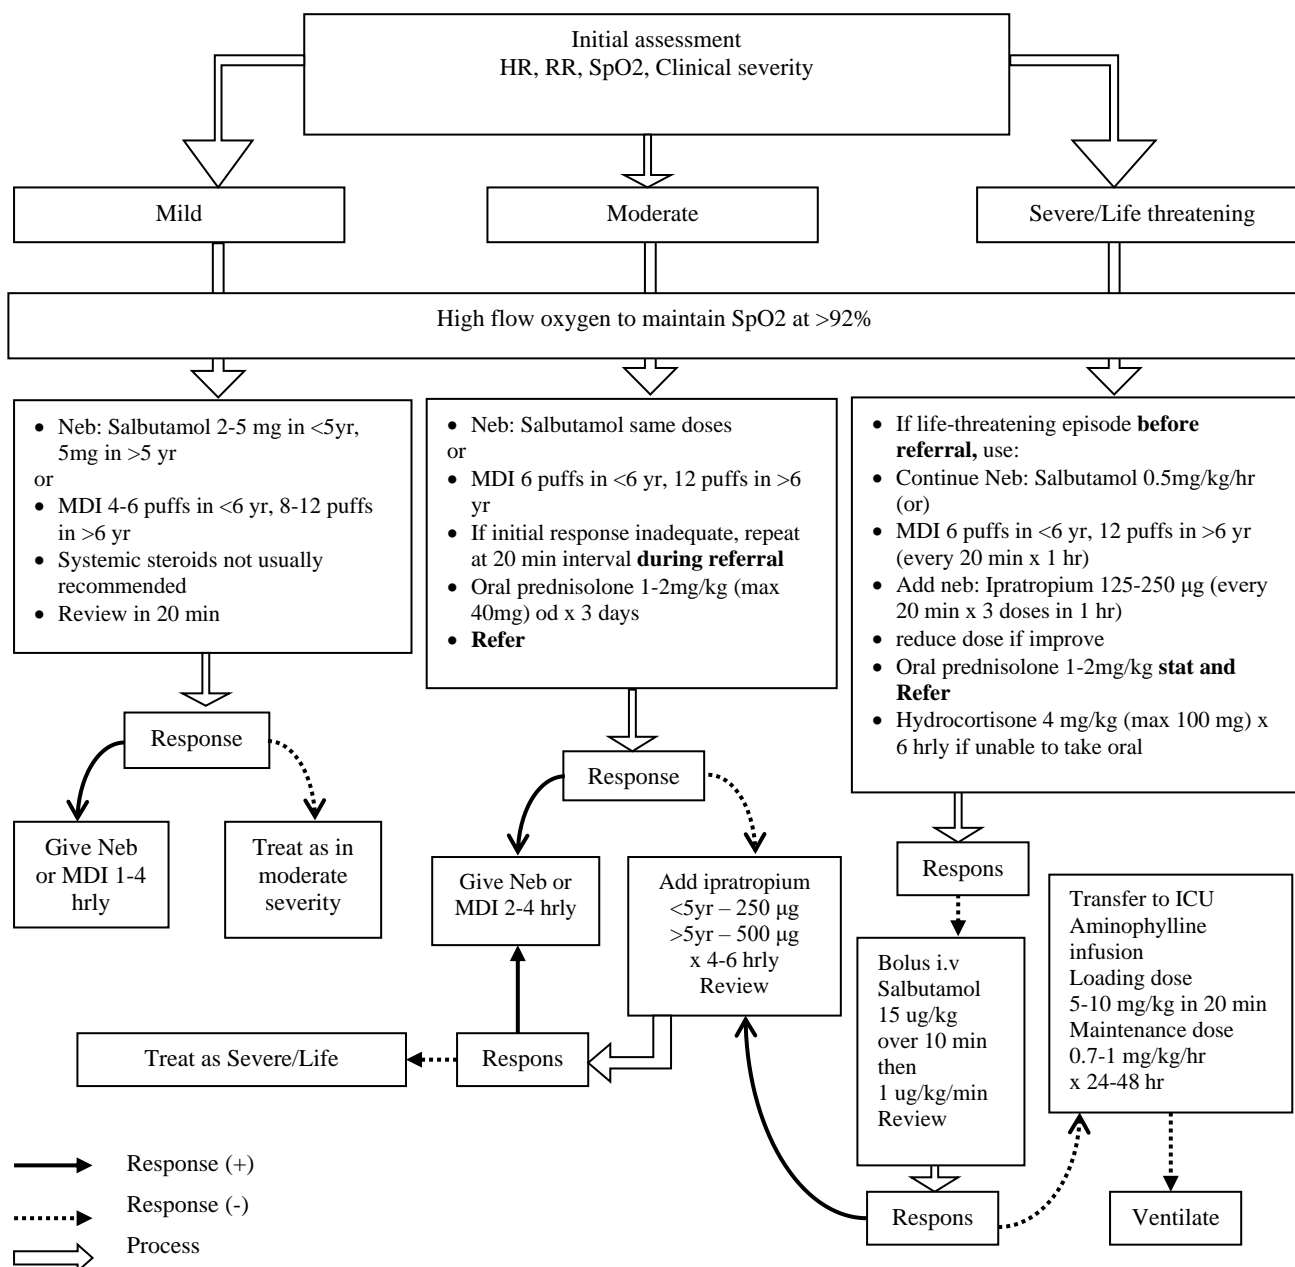 Initial assessment
HR, RR, SpO2, Clinical severity
Mild
Moderate
Severe/Life threatening
High flow oxygen to maintain SpO2 at >92%
• Neb: Salbutamol 2-5 mg in <5yr,
5mg in >5 yr
or
• MDI 4-6 puffs in <6 yr, 8-12 puffs
in >6 yr
• Systemic steroids not usually
recommended
• Review in 20 min
• Neb: Salbutamol same doses
or
• MDI 6 puffs in <6 yr, 12 puffs in >6
yr
• If initial response inadequate, repeat
at 20 min interval during referral
• Oral prednisolone 1-2mg/kg (max
40mg) od x 3 days
• Refer
• If life-threatening episode before
referral, use:
• Continue Neb: Salbutamol 0.5mg/kg/hr
(or)
• MDI 6 puffs in <6 yr, 12 puffs in >6 yr
(every 20 min x 1 hr)
• Add neb: Ipratropium 125-250 μg (every
20 min x 3 doses in 1 hr)
• reduce dose if improve
• Oral prednisolone 1-2mg/kg stat and
Refer
• Hydrocortisone 4 mg/kg (max 100 mg) x
6 hrly if unable to take oral
Response
Give Neb
or MDI 1-4
hrly
Treat as in
moderate
severity
Response
Give Neb or
MDI 2-4 hrly
Add ipratropium
<5yr – 250 μg
>5yr – 500 μg
x 4-6 hrly
Review
Respons
Treat as Severe/Life
Respons
Bolus i.v
Salbutamol
15 ug/kg
over 10 min
then
1 ug/kg/min
Review
Transfer to ICU
Aminophylline
infusion
Loading dose
5-10 mg/kg in 20 min
Maintenance dose
0.7-1 mg/kg/hr
x 24-48 hr
Respons
Ventilate
Response (+)
Response (-)
Process